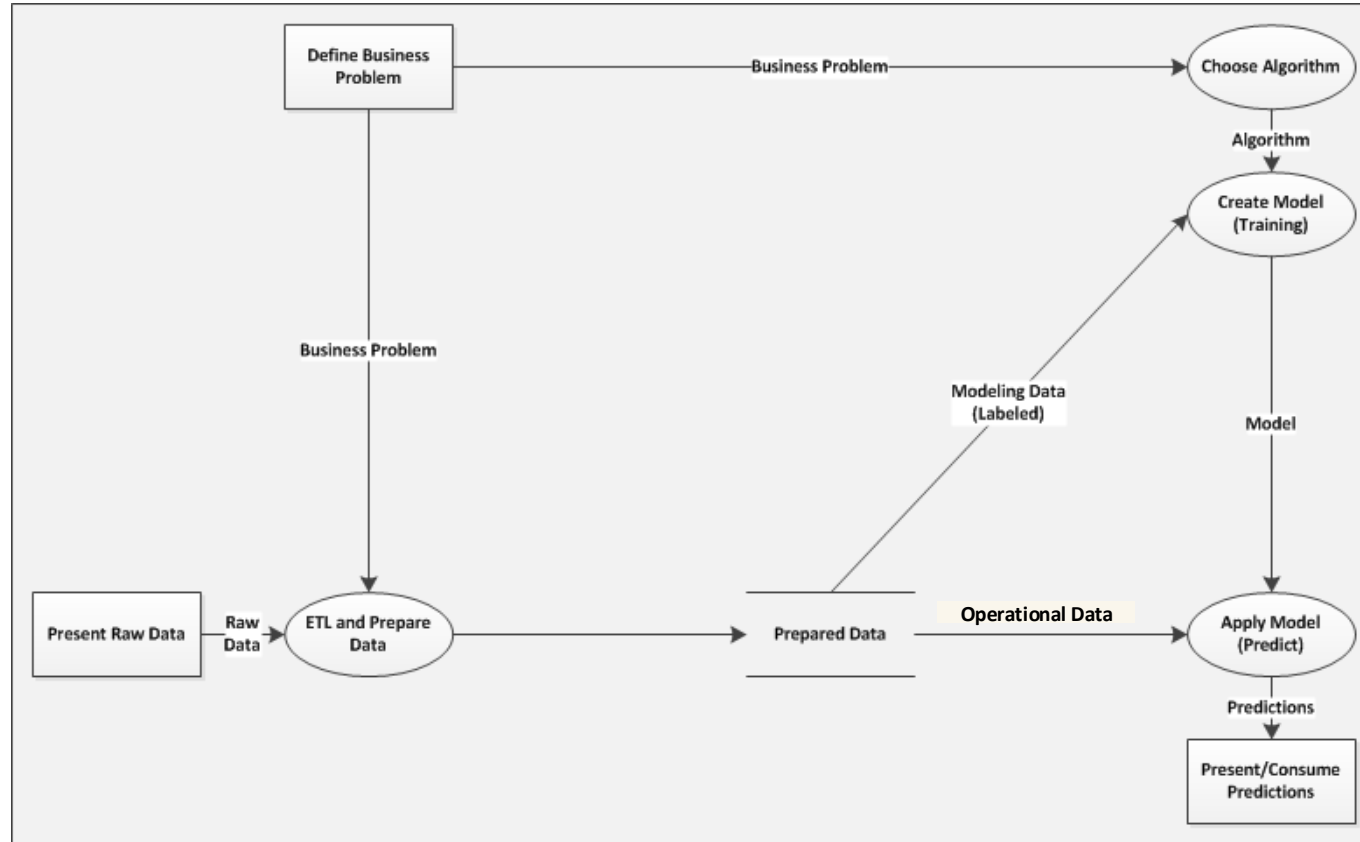 Define Business
Problem
Business Problem
Choose Algorithm
Algorithm
Create Model
(Training)
Business Problem
Modeling Data
(Labeled)
Model
Present Raw Data
Raw
Data
ETL and Prepare
Data
Prepared Data
Operational Data
Apply Model
(Predict)
Predictions
Present/Consume
Predictions